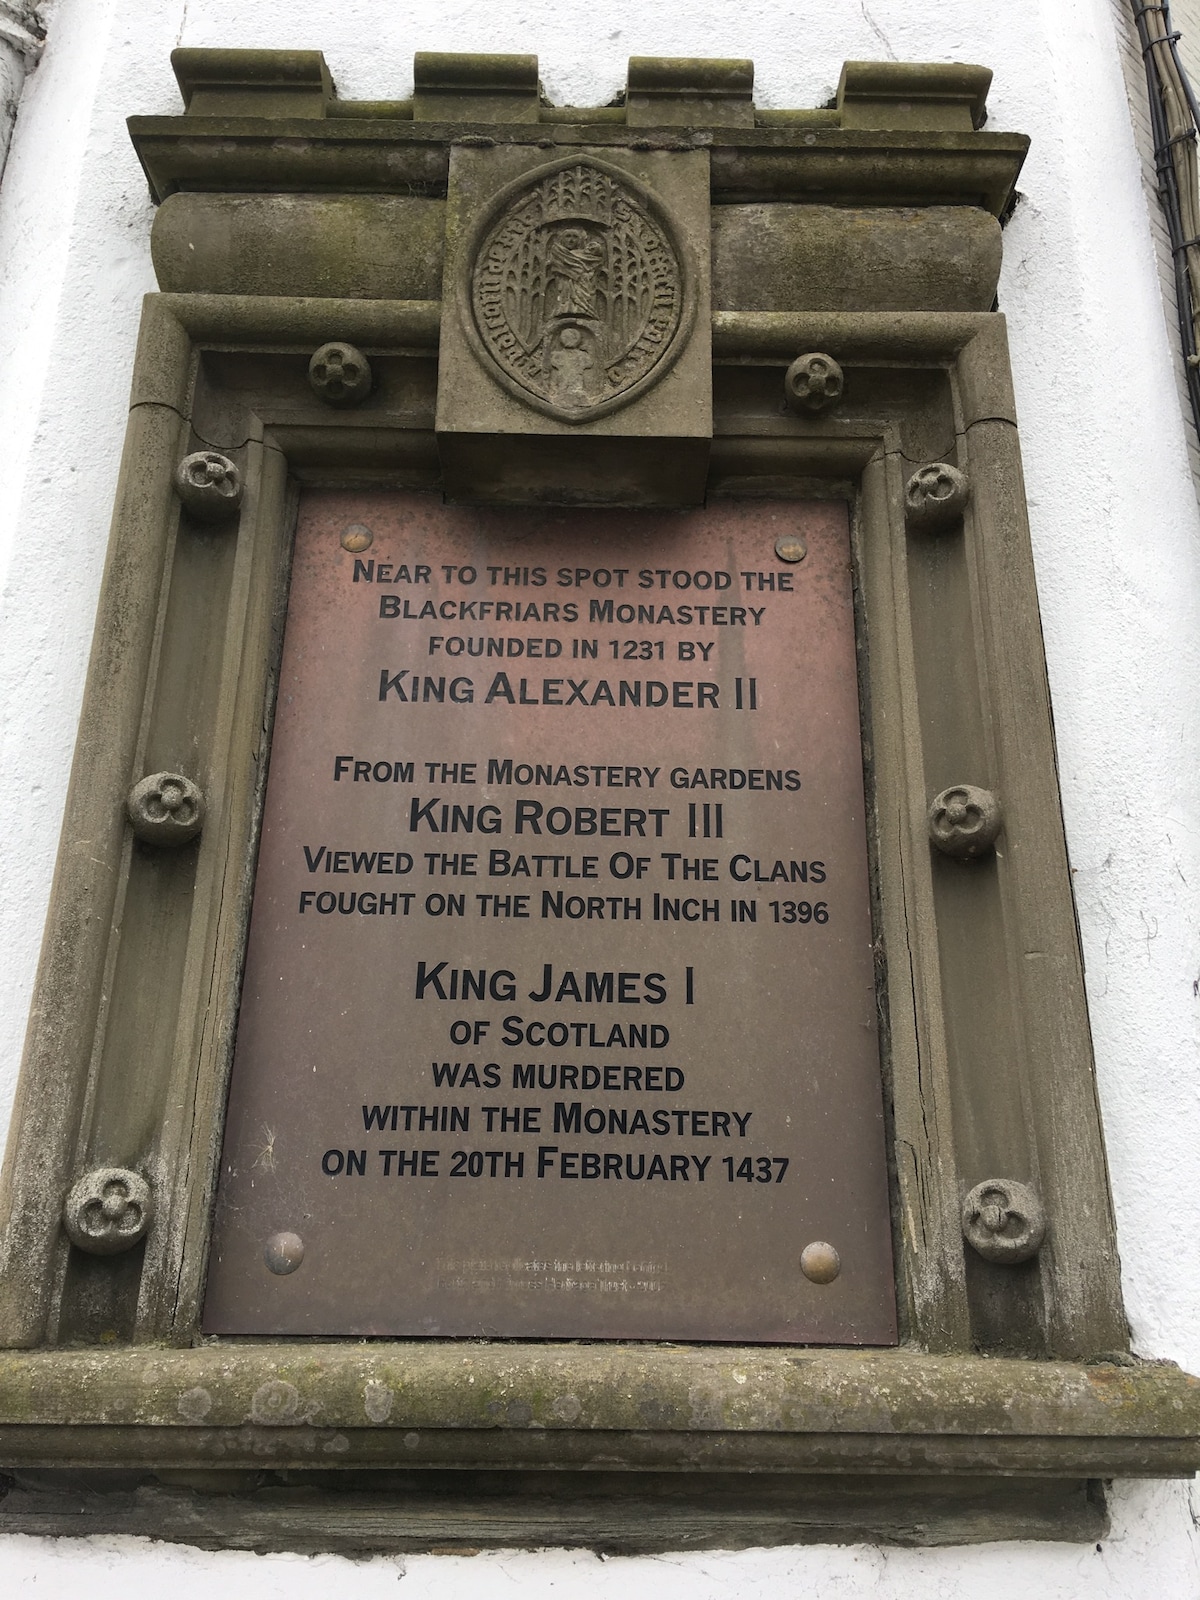 NEAR TO THIS SPOT STOOD THE
BLACKFRIARS MONASTERY
FOUNDED IN 1231 BY
KING ALEXANDER II
FROM THE MONASTERY GARDENS
KING ROBERT III
VIEWED THE BATTLE OF THE CLANS
FOUGHT ON THE NORTH INCH IN 1396
KING JAMES I
OF SCOTLAND
WAS MURDERED
WITHIN THE MONASTERY
ON THE 20TH FEBRUARY 1437